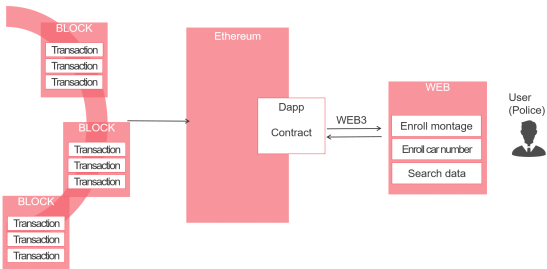 BLOCK
Transaction
Transaction
Transaction
BLOCK
Transaction
Transaction
Transaction
BLOCK
Transaction
Transaction
Transaction
Ethereum
Dapp
Contract
WEB3
WEB
Enroll montage
Enroll car number
Search data
User
(Police)